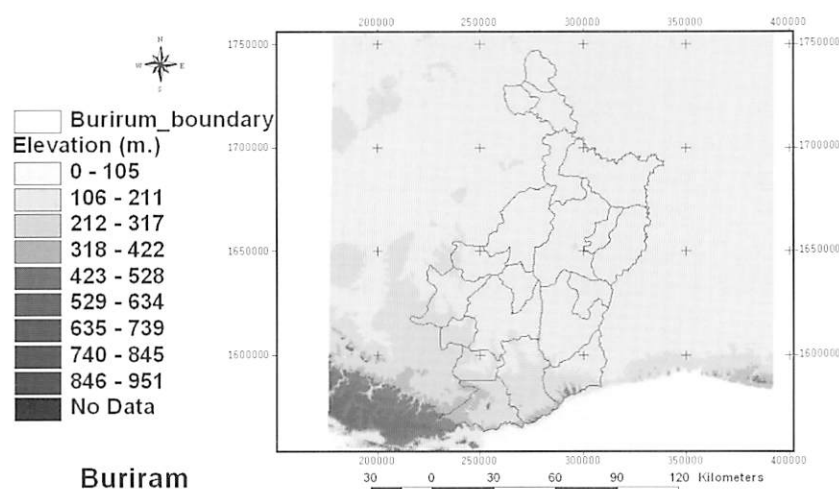 200000 250000 300000 350000 400000
1750000 1750000
N
W E
S
Burirum_boundary
Elevation (m.)
0 - 105
106 - 211
212 - 317
318 - 422
423 - 528
529 - 634
635 - 739
740 - 845
846 - 951
No Data
1700000 1700000
1650000 1650000
1600000 1600000
200000 250000 300000 350000 400000
Buriram
30 0 30 60 90 120 Kilometers